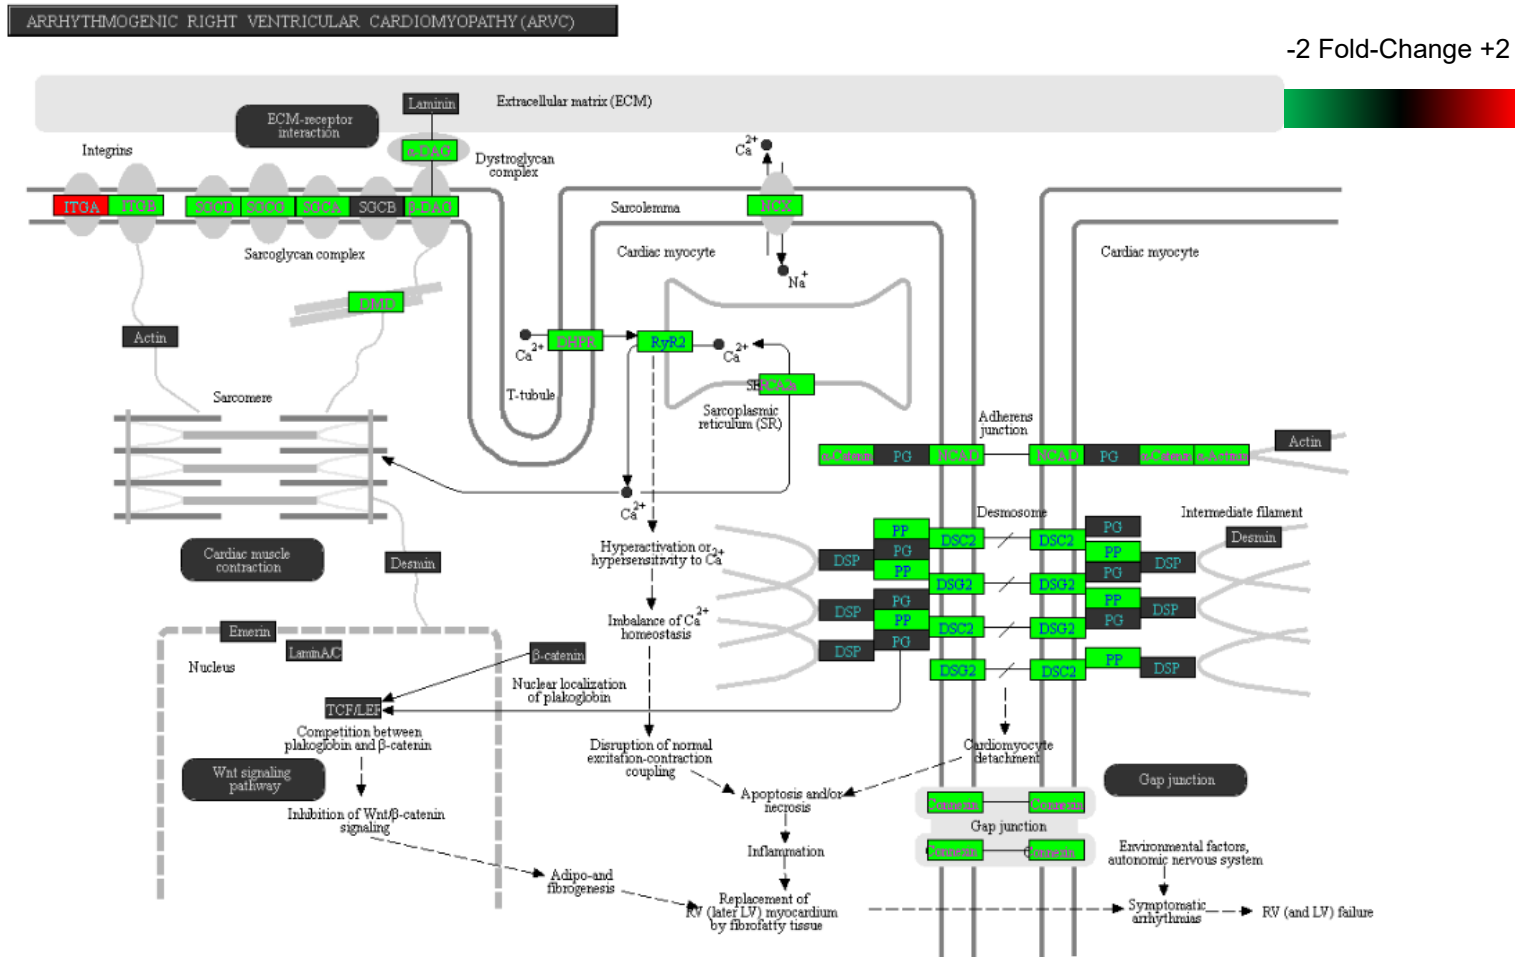 ARRHYTHMOGENIC RIGHT VENTRICULAR CARDIOMYOPATHY (ARVC)
-2 Fold-Change +2
Laminin
Extracellular matrix (ECM)
ECM-receptor
interaction
Integrins
α-DAG
Dystroglycan
complex
Ca2+
ITGA
ITGB
SGCD
SGCG
SGCA
SGCB
β-DAG
Sarcolemma
NCX
Sarcoglycan complex
Cardiac myocyte
Cardiac myocyte
Na+
DMD
Actin
Ca2+
DHPR
RyR2
Ca2+
SERCA2a
T-tubule
Sarcomere
Sarcoplasmic
reticulum (SR)
Adherens
junction
α-Catenin
PG
NCAD
NCAD
PG
α-Catenin
α-Actinin
Actin
Ca2+
Desmosome
Intermediate filament
Cardiac muscle
contraction
Desmin
Hyperactivation or
hypersensitivity to Ca2+
PP
PG
PP
DSP
DSC2
DSC2
PG
PP
PG
DSP
Desmin
DSG2
DSG2
Imbalance of Ca2+
homeostasis
DSP
PG
PP
PG
DSC2
DSG2
PP
PG
DSP
DSP
DSG2
DSC2
PP
DSP
Emerin
LaminA/C
Nucleus
β-catenin
Nuclear localization
of plakoglobin
TCF/LEF
Competition between
plakoglobin and β-catenin
Disruption of normal
excitation-contraction
coupling
Cardiomyocyte
detachment
Wnt signaling
pathway
Gap junction
Apoptosis and/or
necrosis
Inhibition of Wnt/β-catenin
signaling
Connexin
Connexin
Gap junction
Connexin
Connexin
Inflammation
Environmental factors,
autonomic nervous system
Adipo-and
fibrogenesis
Replacement of
RV (later LV) myocardium
by fibrofatty tissue
Symptomatic
arrhythmias
RV (and LV) failure